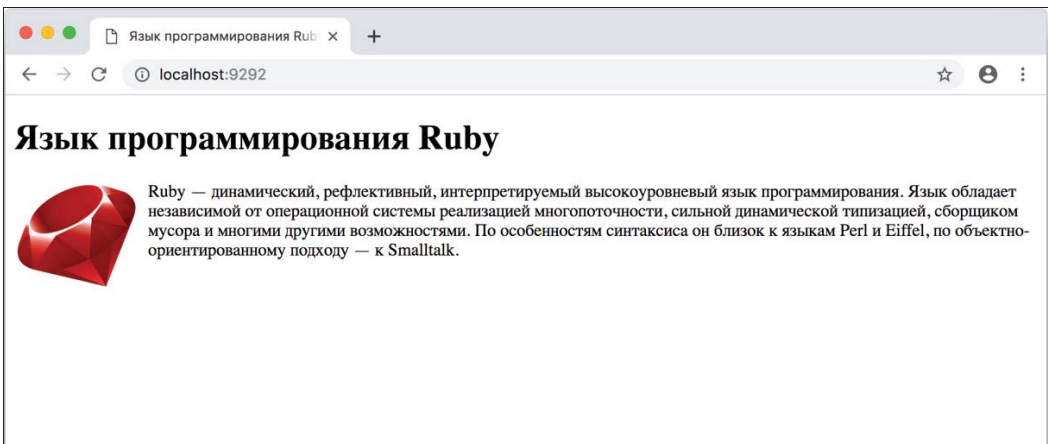 Язык программирования Rub
localhost:9292
Язык программирования Ruby
Ruby — динамический, рефлективный, интерпретируемый высокоуровневый язык программирования. Язык обладает
независимой от операционной системы реализацией многопоточности, сильной динамической типизацией, сборщиком
мусора и многими другими возможностями. По особенностям синтаксиса он близок к языкам Perl и Eiffel, по объектно-
ориентированному подходу — к Smalltalk.